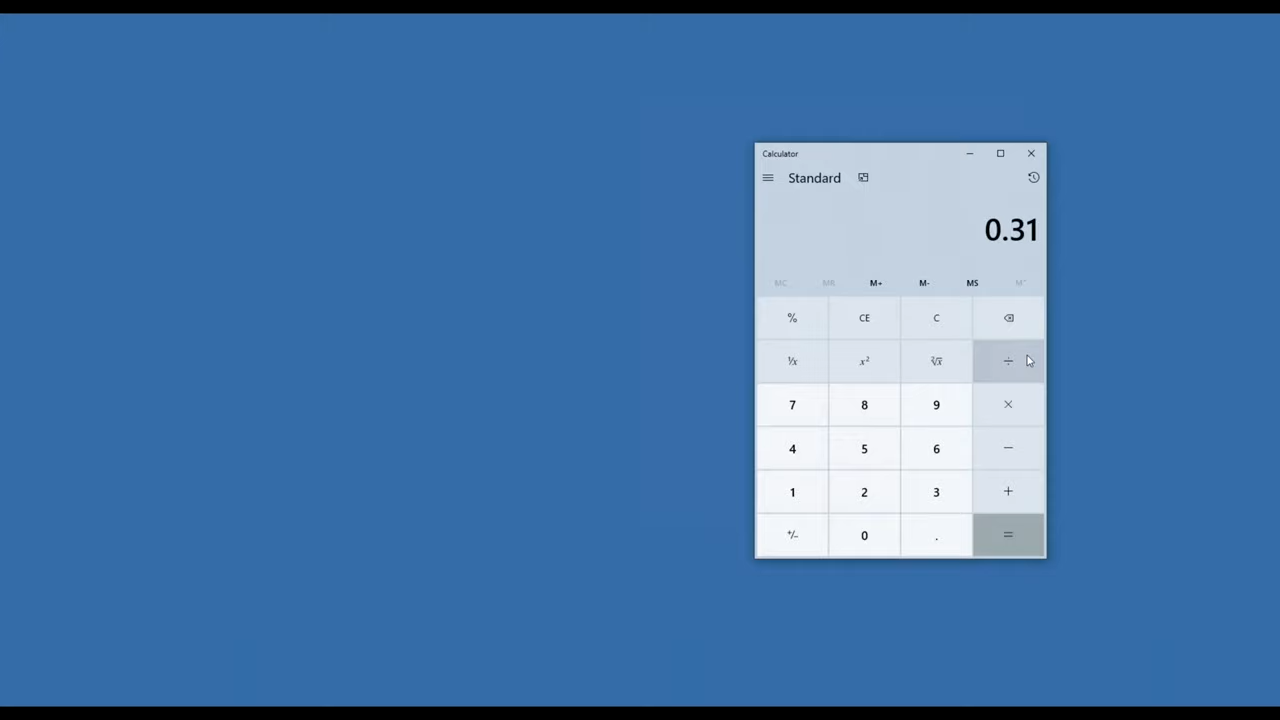 Calculator
Standard
0.31
MC MR M+ M- MS M˅
% CE C
⅟x x² ²√x ÷
7 8 9 ×
4 5 6 −
1 2 3 +
+/− 0 . =